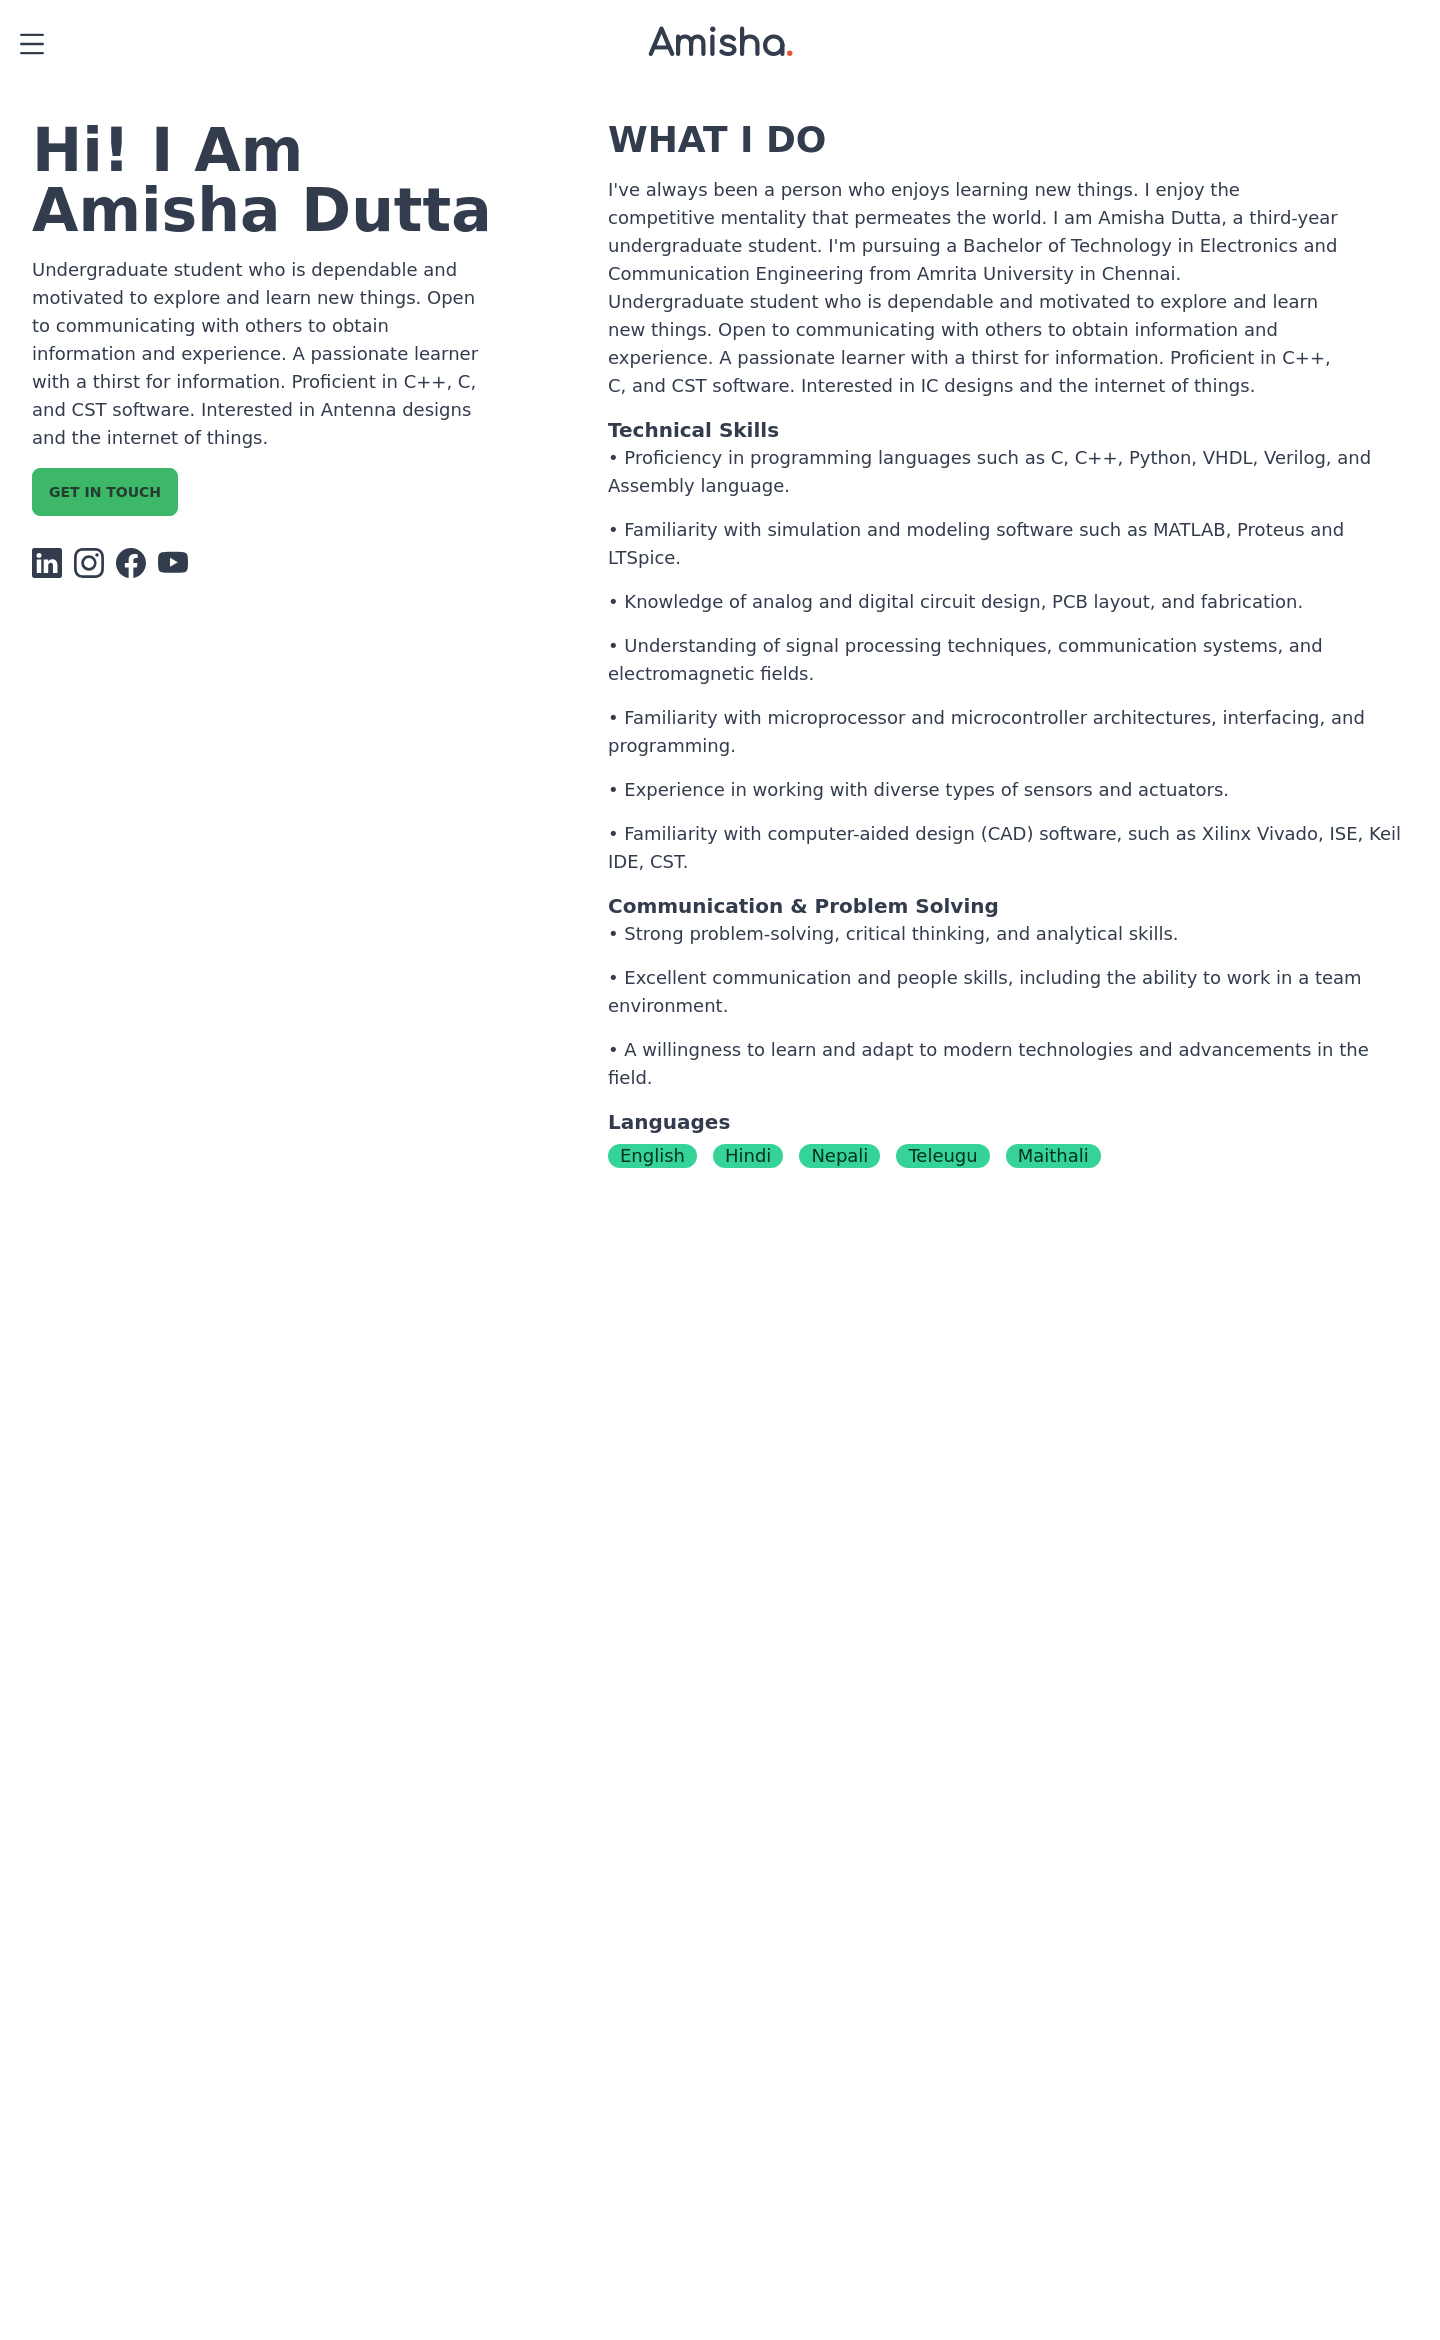 Amisha.
Hi! I Am
Amisha Dutta
Undergraduate student who is dependable and
motivated to explore and learn new things. Open
to communicating with others to obtain
information and experience. A passionate learner
with a thirst for information. Proficient in C++, C,
and CST software. Interested in Antenna designs
and the internet of things.
GET IN TOUCH
in
WHAT I DO
I've always been a person who enjoys learning new things. I enjoy the
competitive mentality that permeates the world. I am Amisha Dutta, a third-year
undergraduate student. I'm pursuing a Bachelor of Technology in Electronics and
Communication Engineering from Amrita University in Chennai.
Undergraduate student who is dependable and motivated to explore and learn
new things. Open to communicating with others to obtain information and
experience. A passionate learner with a thirst for information. Proficient in C++,
C, and CST software. Interested in IC designs and the internet of things.
Technical Skills
• Proficiency in programming languages such as C, C++, Python, VHDL, Verilog, and
Assembly language.
• Familiarity with simulation and modeling software such as MATLAB, Proteus and
LTSpice.
• Knowledge of analog and digital circuit design, PCB layout, and fabrication.
• Understanding of signal processing techniques, communication systems, and
electromagnetic fields.
• Familiarity with microprocessor and microcontroller architectures, interfacing, and
programming.
• Experience in working with diverse types of sensors and actuators.
• Familiarity with computer-aided design (CAD) software, such as Xilinx Vivado, ISE, Keil
IDE, CST.
Communication & Problem Solving
• Strong problem-solving, critical thinking, and analytical skills.
• Excellent communication and people skills, including the ability to work in a team
environment.
• A willingness to learn and adapt to modern technologies and advancements in the
field.
Languages
English Hindi Nepali Teleugu Maithali